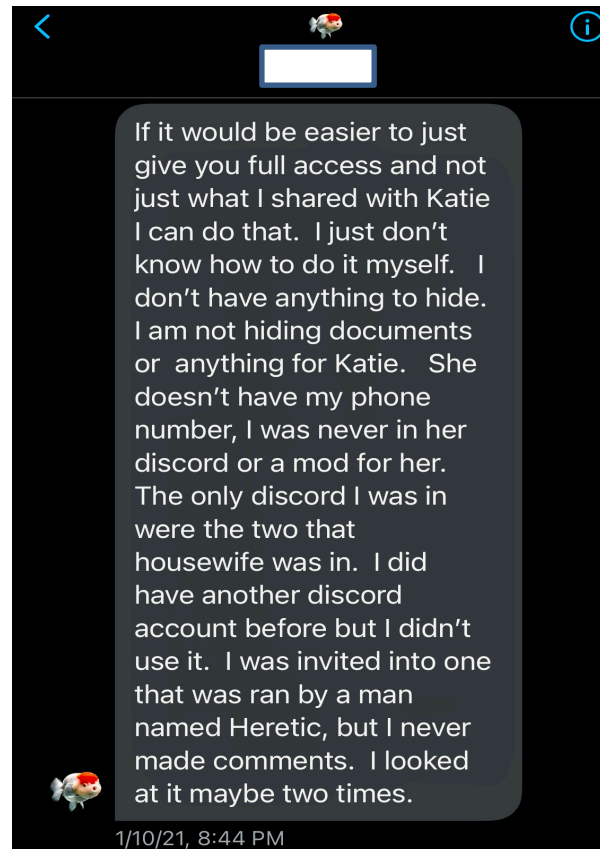 If it would be easier to just
give you full access and not
just what I shared with Katie
I can do that.  I just don’t
know how to do it myself.   I
don’t have anything to hide.
I am not hiding documents
or  anything for Katie.   She
doesn’t have my phone
number, I was never in her
discord or a mod for her.
The only discord I was in
were the two that
housewife was in.  I did
have another discord
account before but I didn’t
use it.  I was invited into one
that was ran by a man
named Heretic, but I never
made comments.  I looked
at it maybe two times.
1/10/21, 8:44 PM